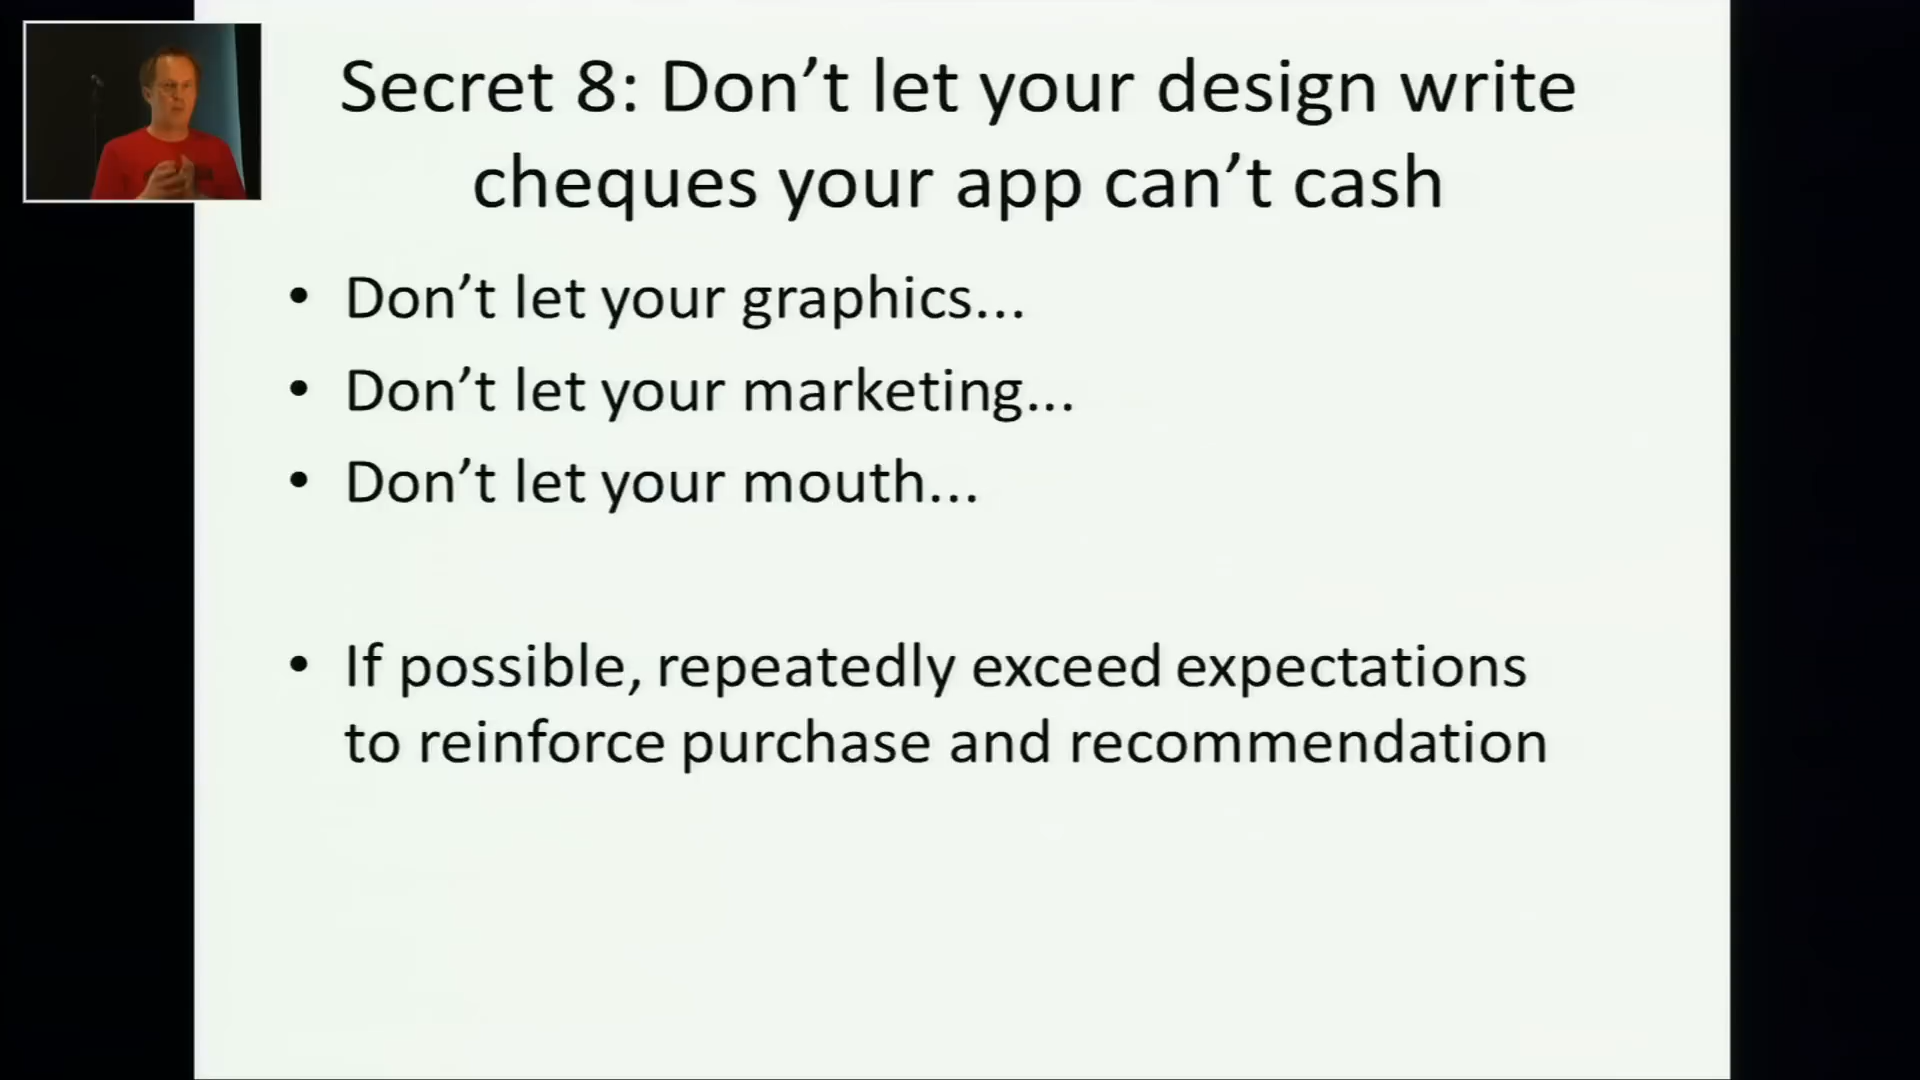 Secret 8: Don’t let your design write
cheques your app can’t cash
• Don’t let your graphics...
• Don’t let your marketing...
• Don’t let your mouth...
• If possible, repeatedly exceed expectations
to reinforce purchase and recommendation